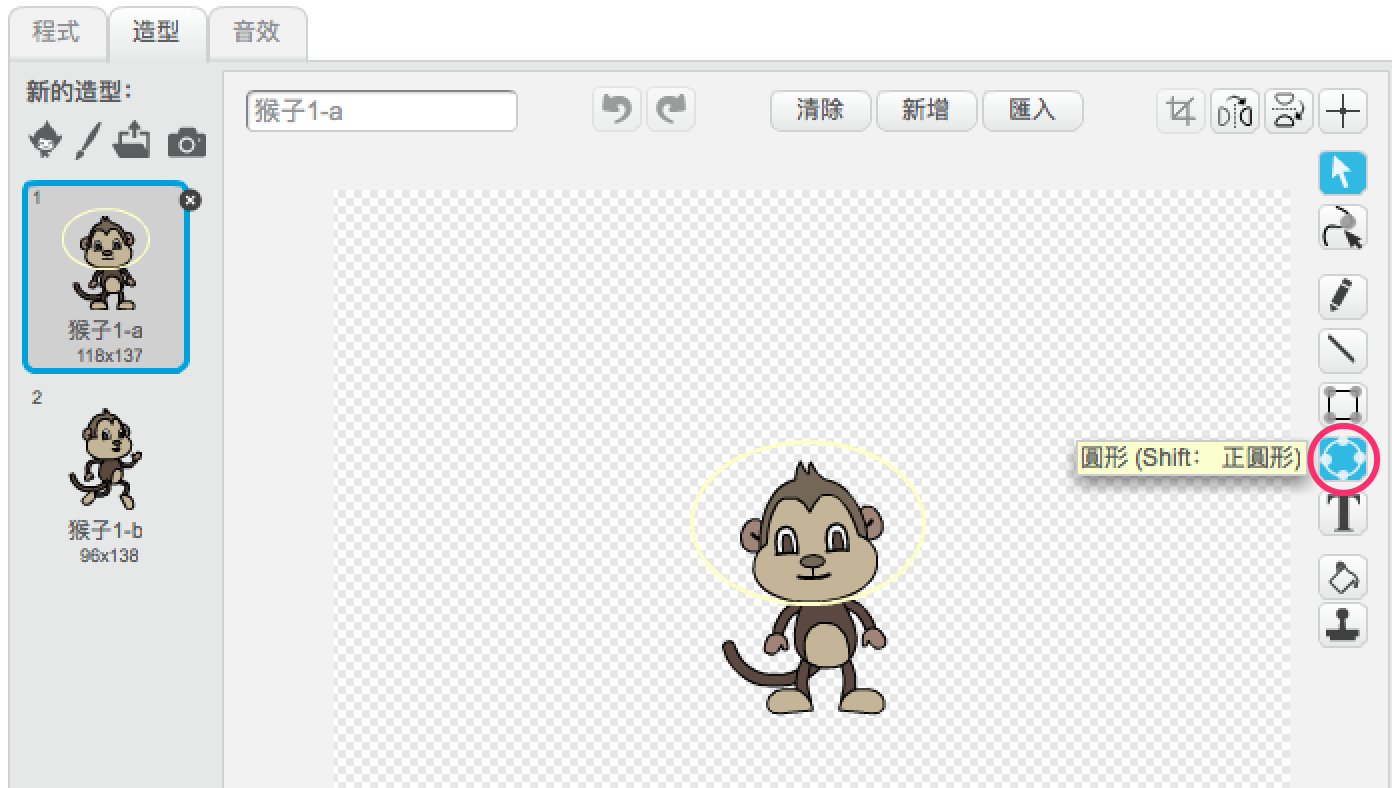 程式 造型 音效
新的造型：
猴子1-a
清除 新增 匯入
1
猴子1-a
118x137
2
猴子1-b
96x138
圓形 (Shift： 正圓形)
T